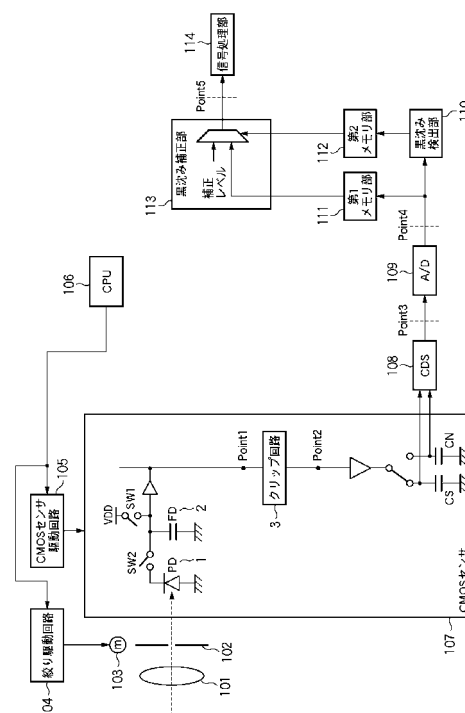 114
信号処理部
Point5
113
黒沈み補正部
補正
レベル
第1
メモリ部
111
第2
メモリ部
112
黒沈み
検出部
110
Point4
109
A/D
Point3
108
CDS
106
CPU
105
CMOSセンサ
駆動回路
VDD
SW1
SW2
FD
2
PD
1
Point1
クリップ回路
3
Point2
CS
CN
CMOSセンサ
107
絞り駆動回路
04
m
103
102
101